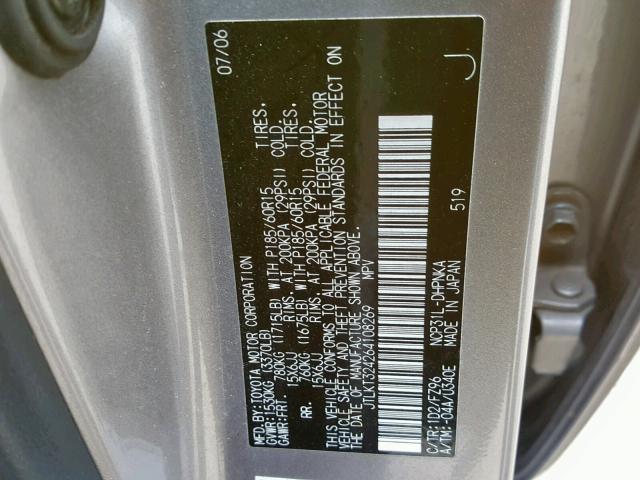 MFD.BY:TOYOTA MOTOR CORPORATION 07/06
GVWR:1530KG (3370LB)
GAWR:FRT. 780KG (1715LB) WITH P185/60R15 TIRES.
15X6JJ RIMS. AT 200KPA (29PSI) COLD.
RR. 760KG (1675LB) WITH P185/60R15 TIRES.
15X6JJ RIMS. AT 200KPA (29PSI) COLD.
THIS VEHICLE CONFORMS TO ALL APPLICABLE FEDERAL MOTOR
VEHICLE SAFETY AND THEFT PREVENTION STANDARDS IN EFFECT ON
THE DATE OF MANUFACTURE SHOWN ABOVE.
JTLKT324264108269 MPV
519
C/TR:1D2/FZ96 NCP31L-DHPNKA
A/TM:-04A/U340E MADE IN JAPAN
J